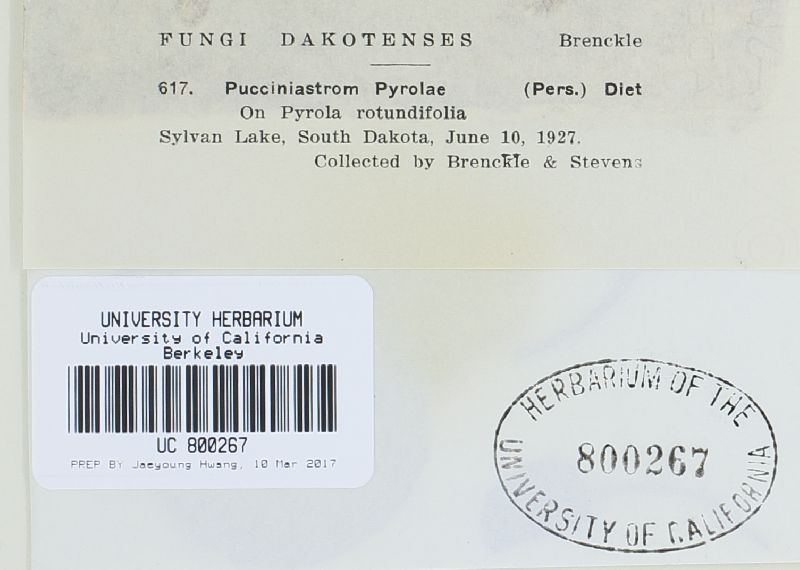 FUNGI DAKOTENSES Brenckle
617. Pucciniastrom Pyrolae (Pers.) Diet
On Pyrola rotundifolia
Sylvan Lake, South Dakota, June 10, 1927.
Collected by Brenckle & Stevens
UNIVERSITY HERBARIUM
University of California
Berkeley
UC 800267
PREP BY Jaeyoung Hwang, 10 Mar 2017
HERBARIUM OF THE
800267
UNIVERSITY OF CALIFORNIA